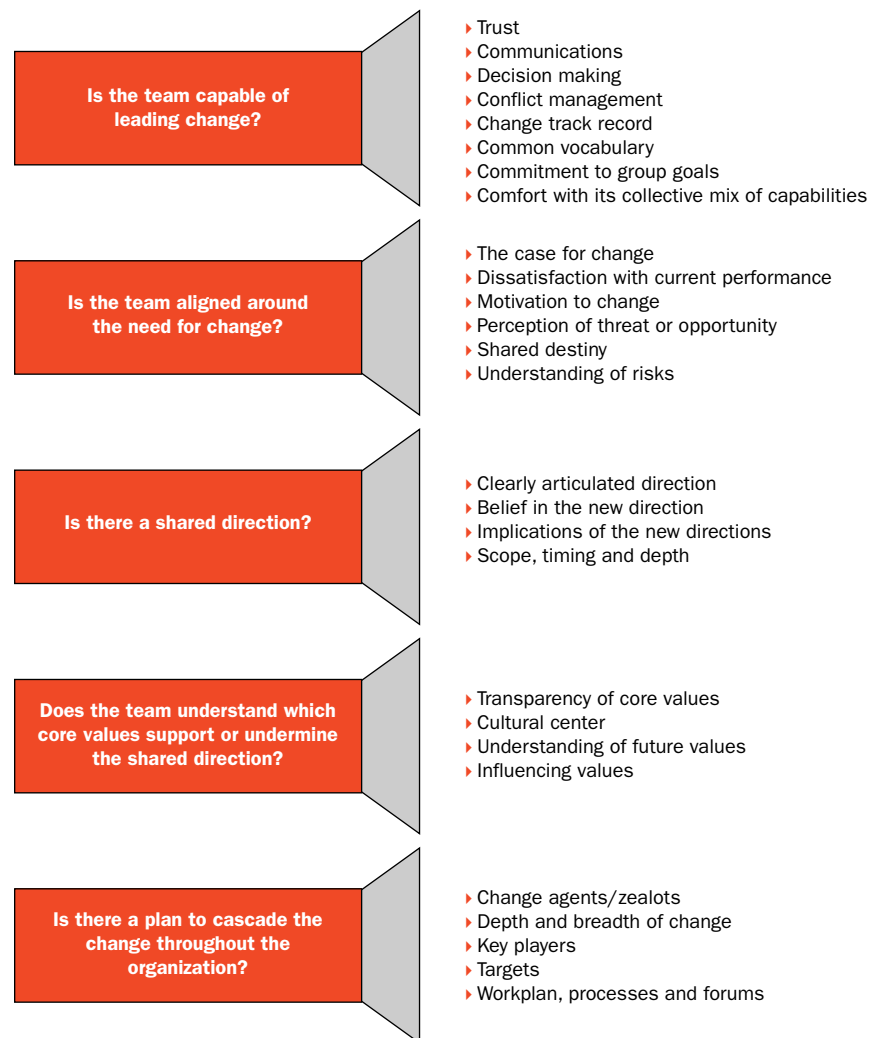 Is the team capable of
leading change?
Trust
Communications
Decision making
Conflict management
Change track record
Common vocabulary
Commitment to group goals
Comfort with its collective mix of capabilities
Is the team aligned around
the need for change?
The case for change
Dissatisfaction with current performance
Motivation to change
Perception of threat or opportunity
Shared destiny
Understanding of risks
Is there a shared direction?
Clearly articulated direction
Belief in the new direction
Implications of the new directions
Scope, timing and depth
Does the team understand which
core values support or undermine
the shared direction?
Transparency of core values
Cultural center
Understanding of future values
Influencing values
Is there a plan to cascade the
change throughout the
organization?
Change agents/zealots
Depth and breadth of change
Key players
Targets
Workplan, processes and forums